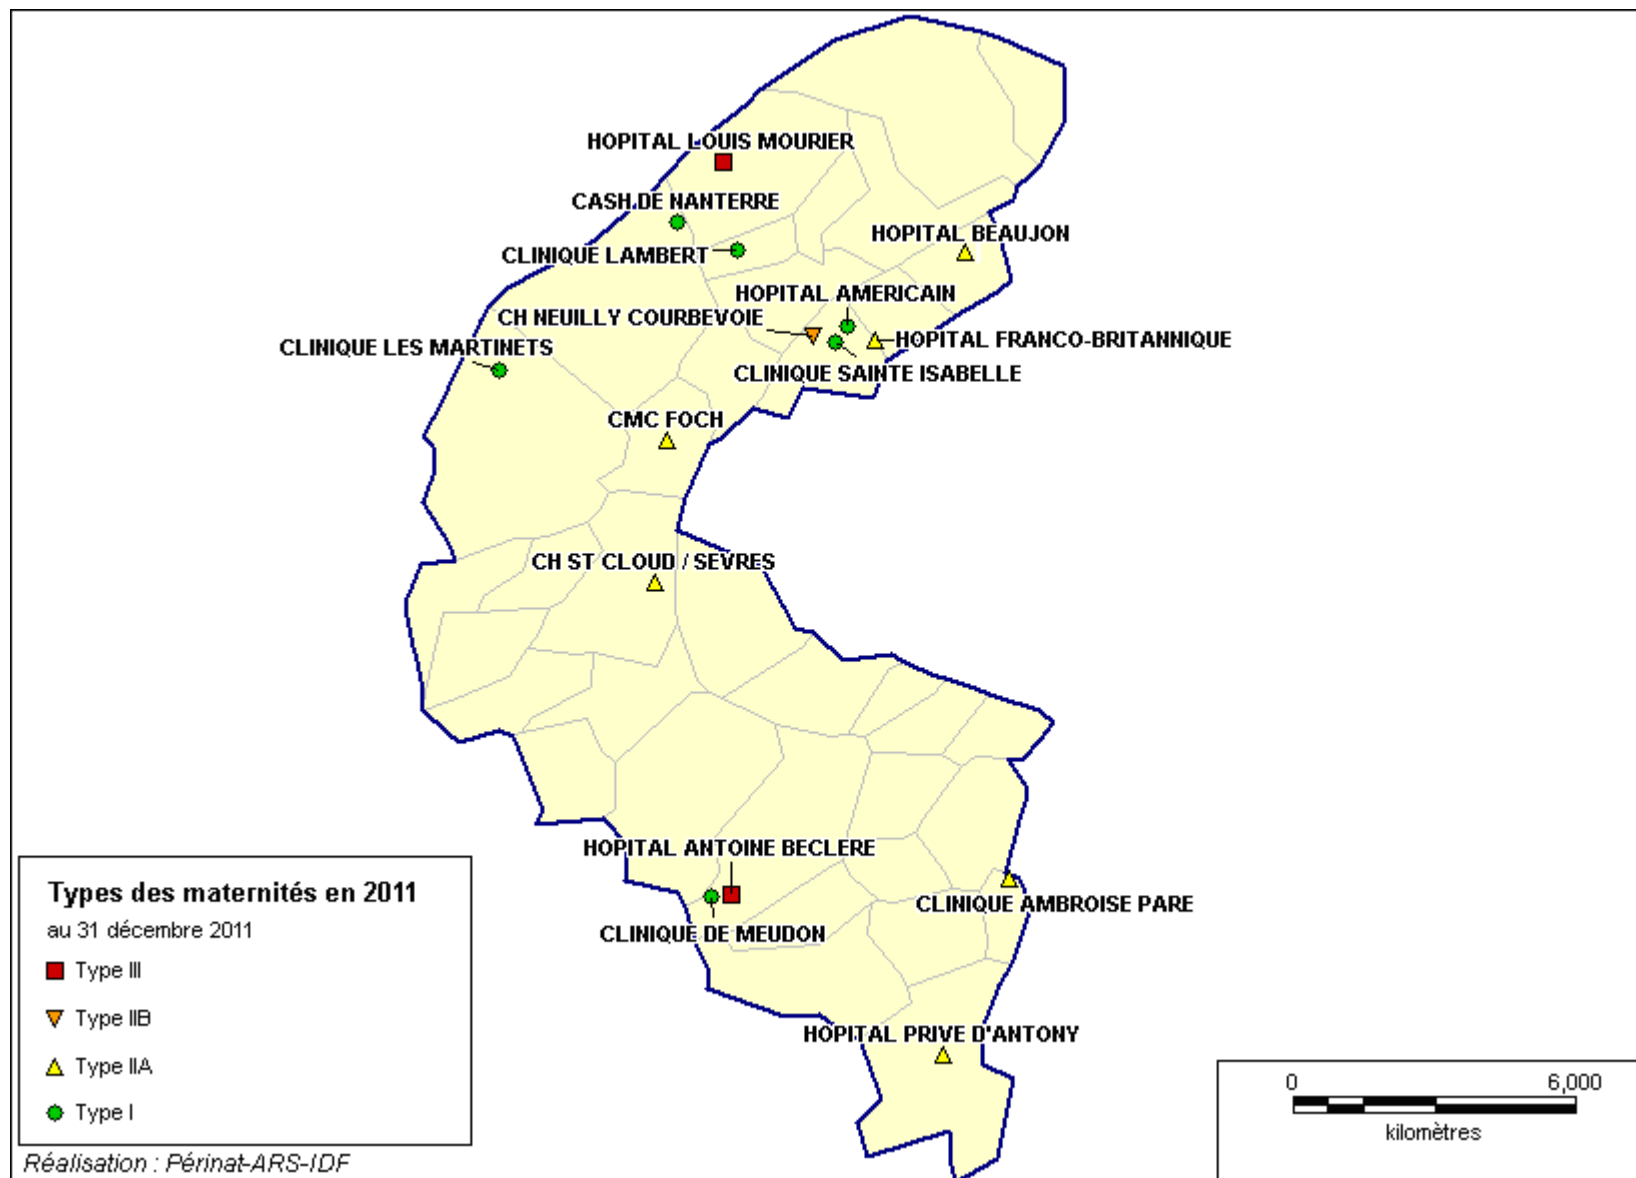 HOPITAL LOUIS MOURIER
CASH DE NANTERRE
HOPITAL BEAUJON
CLINIQUE LAMBERT
HOPITAL AMERICAIN
CH NEUILLY COURBEVOIE
HOPITAL FRANCO-BRITANNIQUE
CLINIQUE LES MARTINETS
CLINIQUE SAINTE ISABELLE
CMC FOCH
CH ST CLOUD / SEVRES
HOPITAL ANTOINE BECLERE
CLINIQUE AMBROISE PARE
CLINIQUE DE MEUDON
HOPITAL PRIVE D'ANTONY
Types des maternités en 2011
au 31 décembre 2011
Type III
Type IIB
Type IIA
Type I
Réalisation : Périnat-ARS-IDF
0 6,000
kilomètres